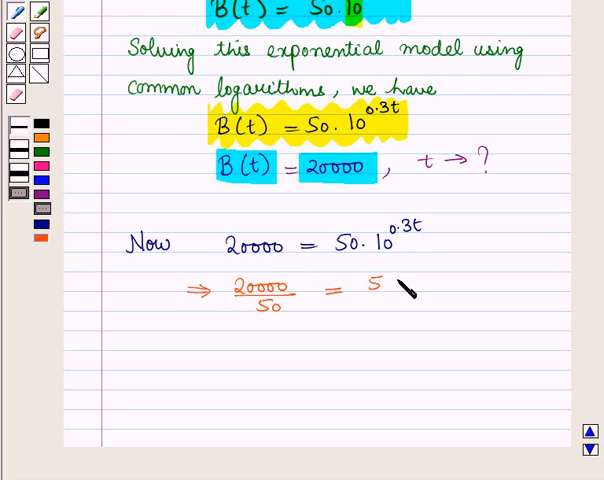 B(t) = 50. 10
Solving this exponential model using
common logarithms, we have
B(t) = 50. 10^0.3t
B(t) = 20000, t → ?
Now 20000 = 50. 10^0.3t
⇒ 20000/50 = 5